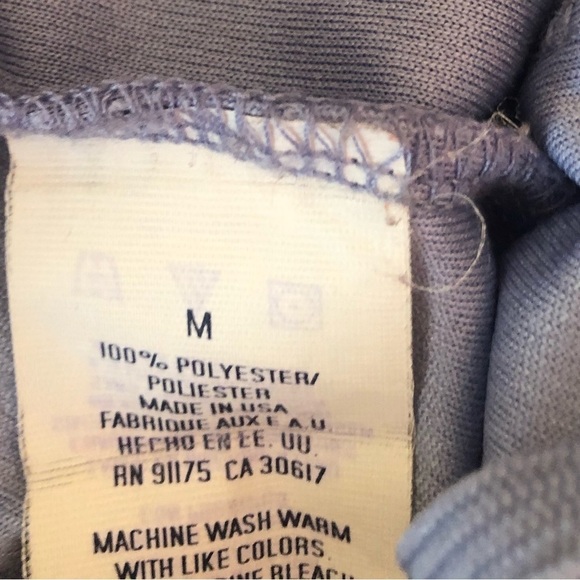 M
100% POLYESTER/
POLIESTER
MADE IN USA
FABRIQUE AUX E.A.U.
HECHO EN EE. UU.
RN 91175 CA 30617
MACHINE WASH WARM
WITH LIKE COLORS.